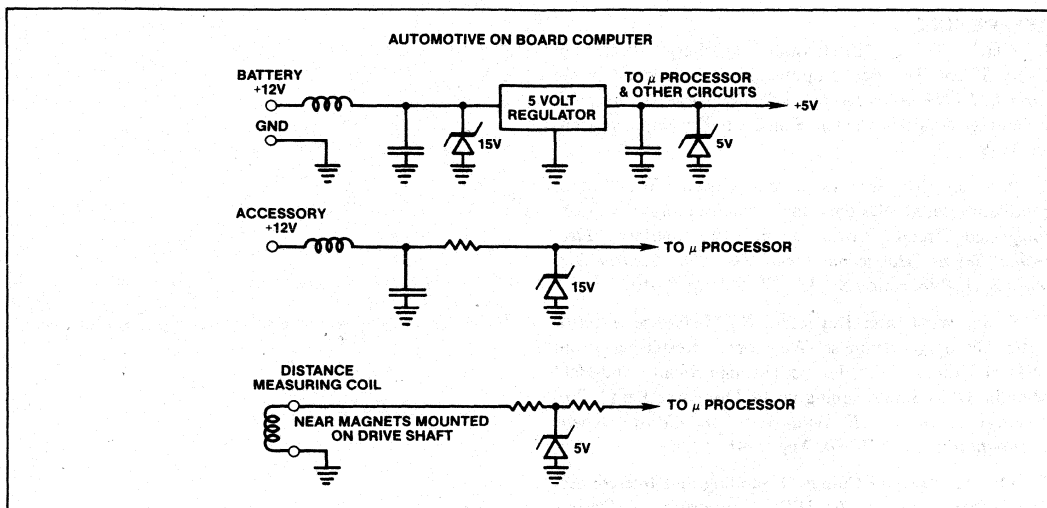 AUTOMOTIVE ON BOARD COMPUTER
BATTERY
+12V
GND
15V
5 VOLT
REGULATOR
TO μ PROCESSOR
& OTHER CIRCUITS
+5V
5V
ACCESSORY
+12V
15V
TO μ PROCESSOR
DISTANCE
MEASURING COIL
NEAR MAGNETS MOUNTED
ON DRIVE SHAFT
5V
TO μ PROCESSOR